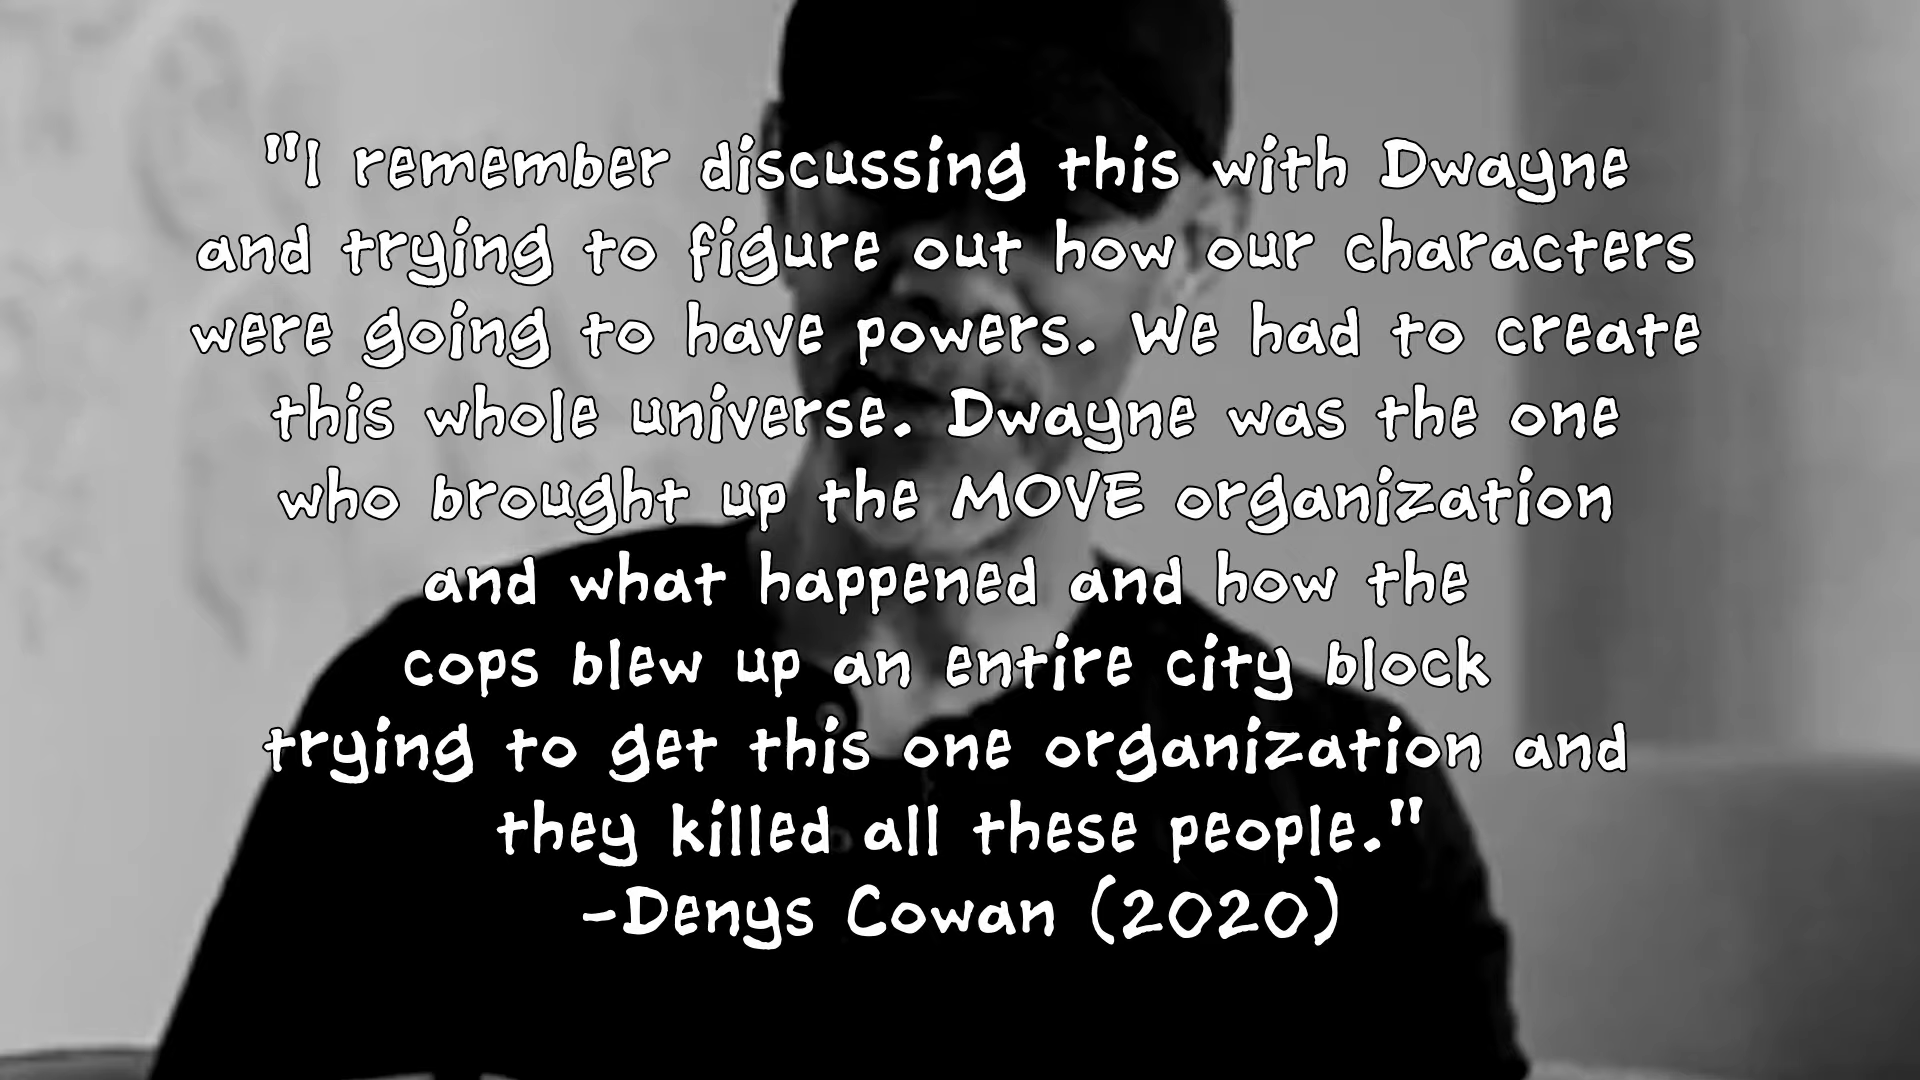 "I remember discussing this with Dwayne
and trying to figure out how our characters
were going to have powers. We had to create
this whole universe. Dwayne was the one
who brought up the MOVE organization
and what happened and how the
cops blew up an entire city block
trying to get this one organization and
they killed all these people."
-Denys Cowan (2020)